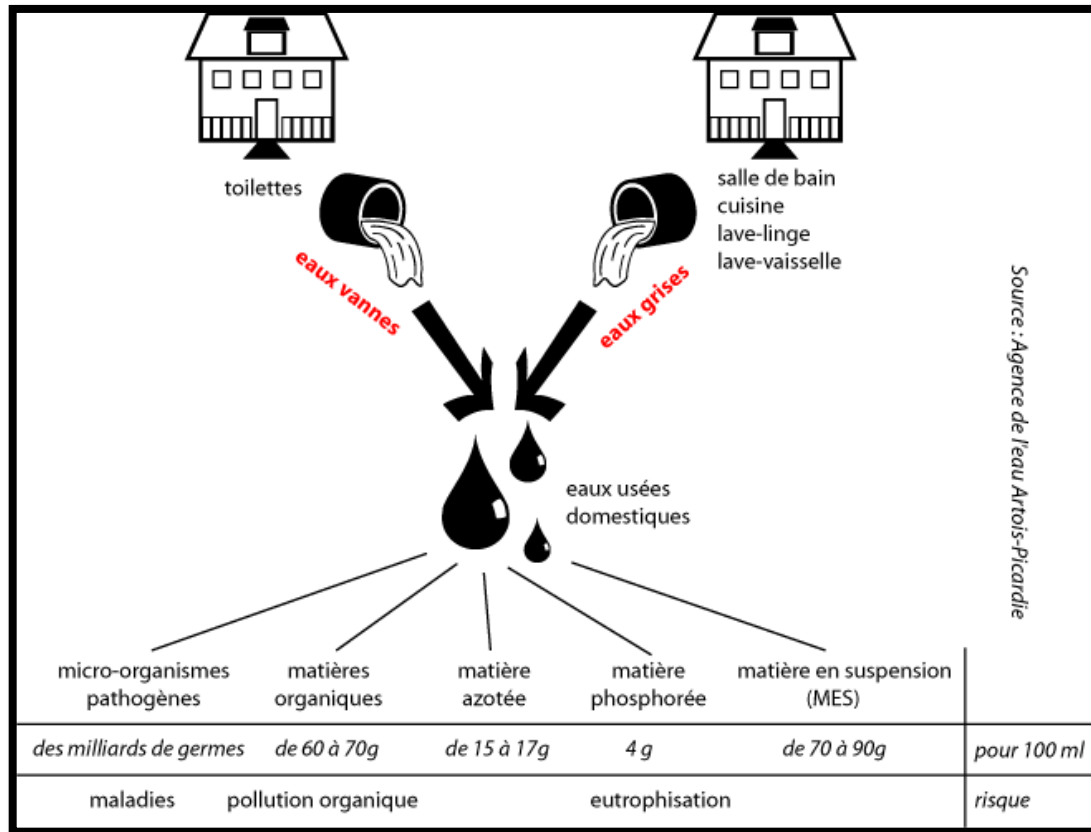 toilettes
salle de bain
cuisine
lave-linge
lave-vaisselle
eaux vannes
eaux grises
Source : Agence de l'eau Artois-Picardie
eaux usées
domestiques
micro-organismes
pathogènes
matières
organiques
matière
azotée
matière
phosphorée
matière en suspension
(MES)
des milliards de germes
de 60 à 70g
de 15 à 17g
4 g
de 70 à 90g
pour 100 ml
maladies
pollution organique
eutrophisation
risque